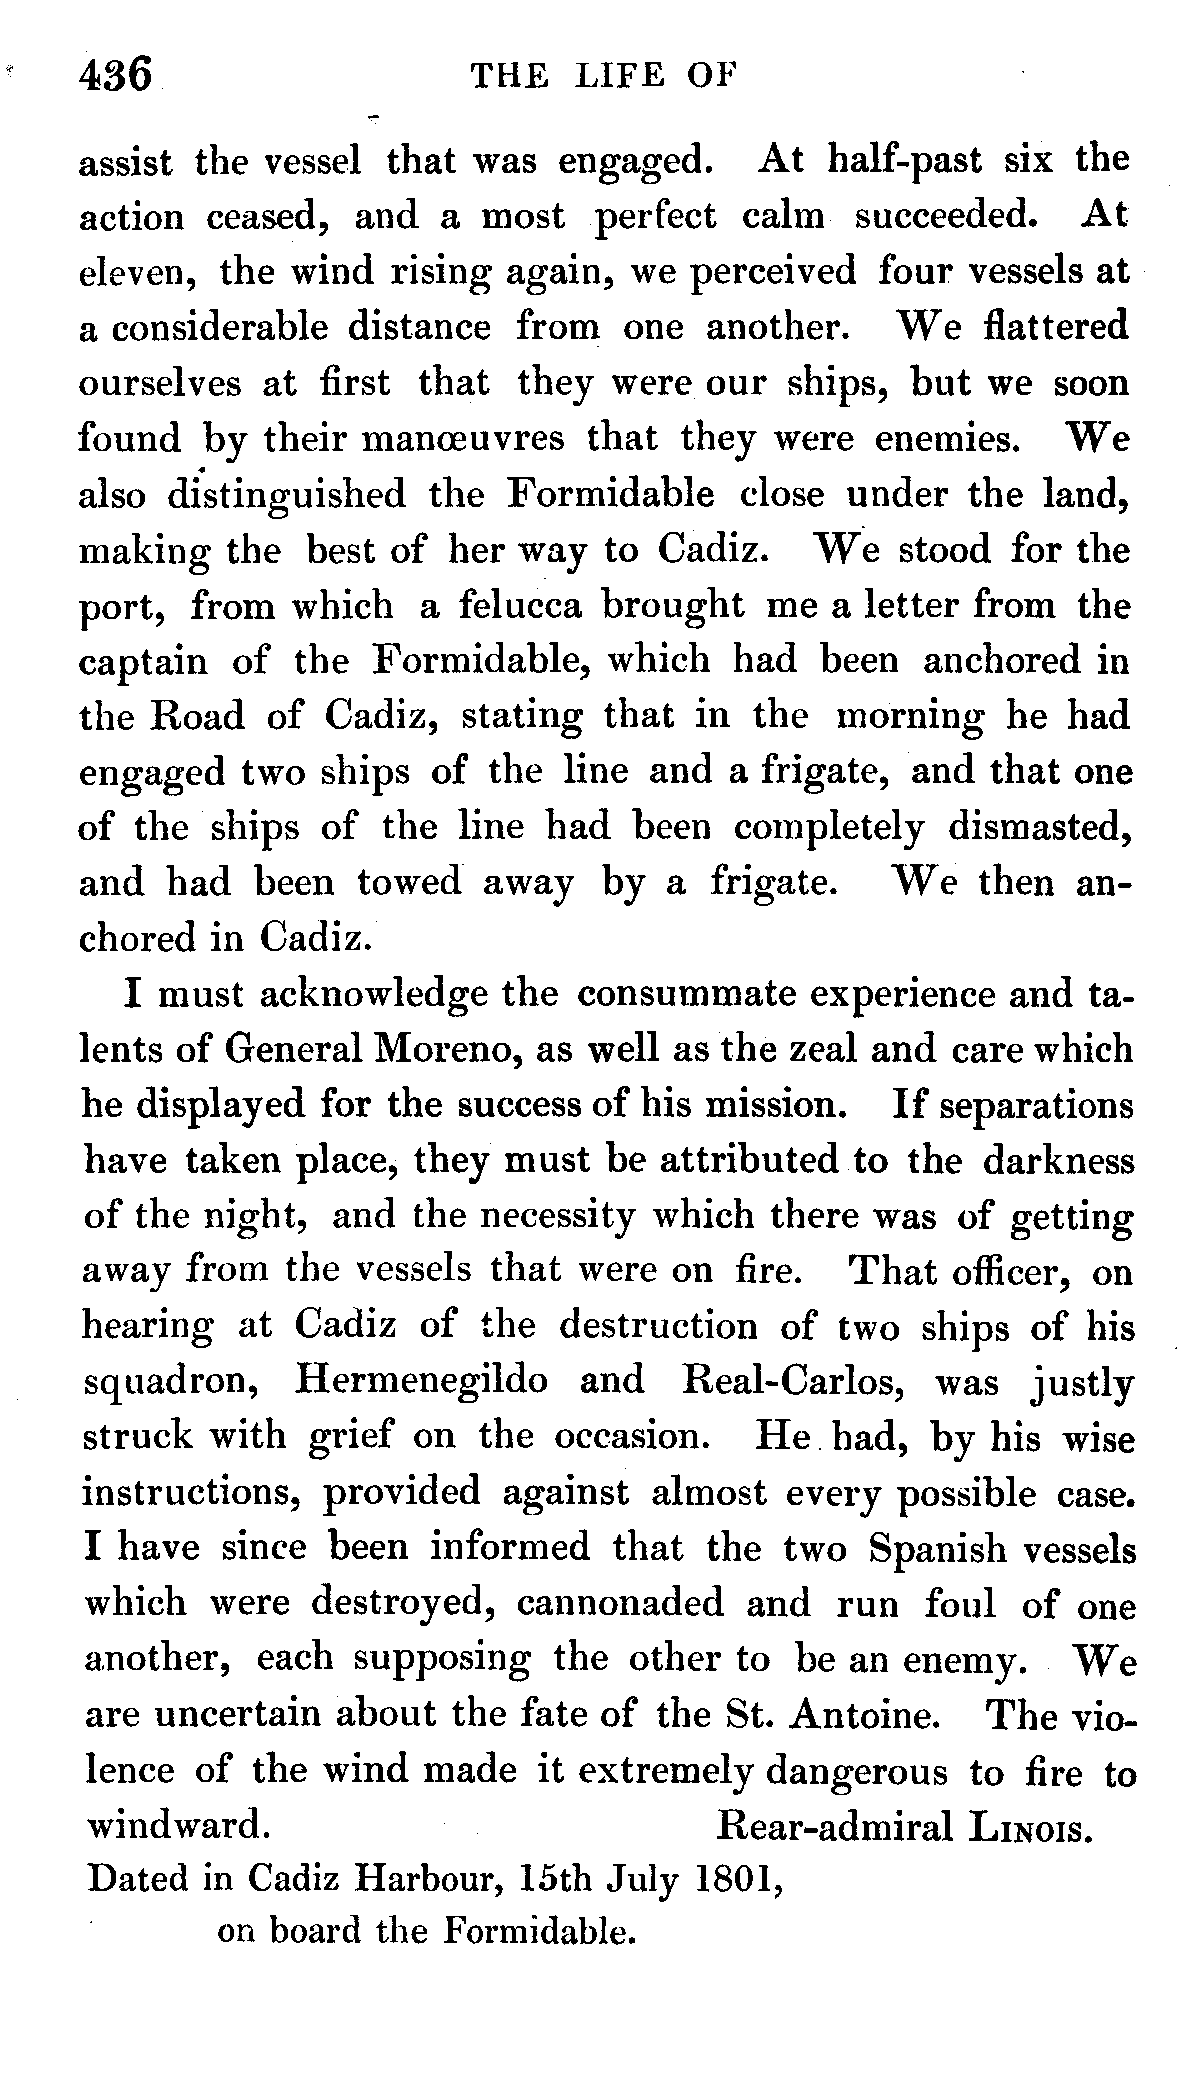 436 THE LIFE OF
assist the vessel that was engaged. At half-past six the
action ceased, and a most perfect calm succeeded. At
eleven, the wind rising again, we perceived four vessels at
a considerable distance from one another. We flattered
ourselves at first that they were our ships, but we soon
found by their manœuvres that they were enemies. We
also distinguished the Formidable close under the land,
making the best of her way to Cadiz. We stood for the
port, from which a felucca brought me a letter from the
captain of the Formidable, which had been anchored in
the Road of Cadiz, stating that in the morning he had
engaged two ships of the line and a frigate, and that one
of the ships of the line had been completely dismasted,
and had been towed away by a frigate. We then an-
chored in Cadiz.
I must acknowledge the consummate experience and ta-
lents of General Moreno, as well as the zeal and care which
he displayed for the success of his mission. If separations
have taken place, they must be attributed to the darkness
of the night, and the necessity which there was of getting
away from the vessels that were on fire. That officer, on
hearing at Cadiz of the destruction of two ships of his
squadron, Hermenegildo and Real-Carlos, was justly
struck with grief on the occasion. He had, by his wise
instructions, provided against almost every possible case.
I have since been informed that the two Spanish vessels
which were destroyed, cannonaded and run foul of one
another, each supposing the other to be an enemy. We
are uncertain about the fate of the St. Antoine. The vio-
lence of the wind made it extremely dangerous to fire to
windward. Rear-admiral LINOIS.
Dated in Cadiz Harbour, 15th July 1801,
on board the Formidable.